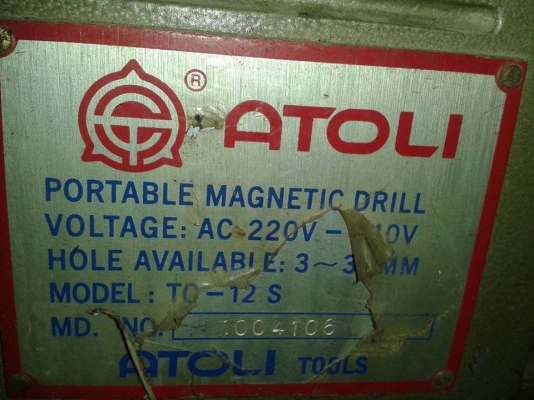 ® ATOLI
PORTABLE MAGNETIC DRILL
VOLTAGE: AC 220V –
HOLE AVAILABLE: 3~
MODEL: TO-12 S
MD. NO. 1004106
ATOLI TOOLS